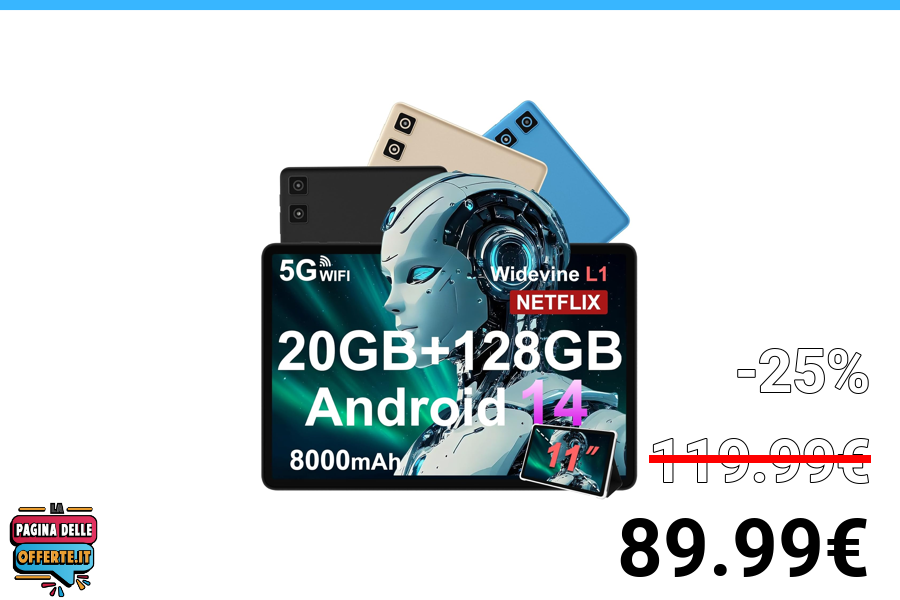 5G WIFI
Widevine L1
NETFLIX
20GB+128GB
Android 14
8000mAh
11”
-25%
119.99€
89.99€
LA
PAGINA DELLE
OFFERTE.IT